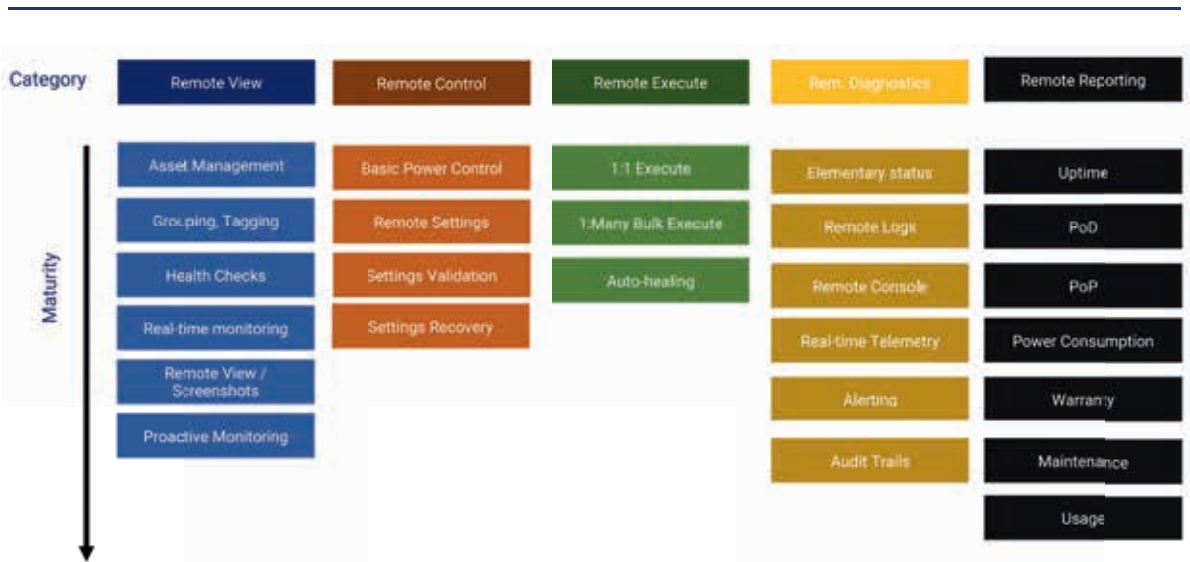 Category
Remote View
Remote Control
Remote Execute
Rem. Diagnostics
Remote Reporting
Maturity
Asset Management
Grouping, Tagging
Health Checks
Real-time monitoring
Remote View /
Screenshots
Proactive Monitoring
Basic Power Control
Remote Settings
Settings Validation
Settings Recovery
1:1 Execute
1:Many Bulk Execute
Auto-healing
Elementary status
Remote Logs
Remote Console
Real-time Telemetry
Alerting
Audit Trails
Uptime
PoD
PoP
Power Consumption
Warranty
Maintenance
Usage